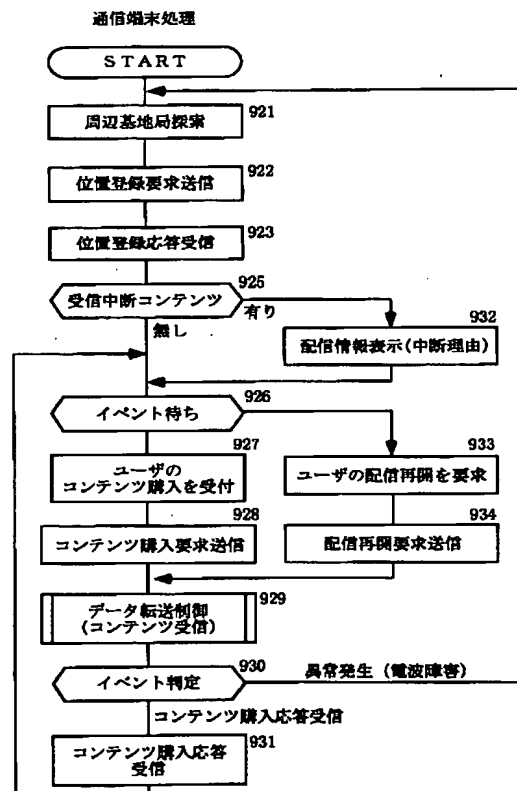 通信端末処理
START
周辺基地局探索
921
位置登録要求送信
922
位置登録応答受信
923
受信中断コンテンツ
925
有り
無し
配信情報表示(中断理由)
932
イベント待ち
926
ユーザの
コンテンツ購入を受付
927
ユーザの配信再開を要求
933
コンテンツ購入要求送信
928
配信再開要求送信
934
データ転送制御
(コンテンツ受信)
929
イベント判定
930
異常発生(電波障害)
コンテンツ購入応答受信
コンテンツ購入応答
受信
931